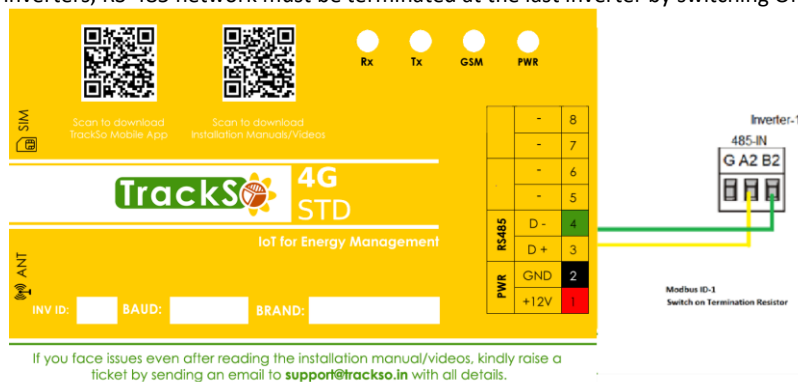 inverters, RS-485 network must be terminated at the last inverter by switching
Rx Tx GSM PWR
SIM
Scan to download
TrackSo Mobile App
Scan to download
Installation Manuals/Videos
TrackSo
4G
STD
IoT for Energy Management
ANT
INV ID:
BAUD:
BRAND:
- 8
- 7
- 6
- 5
RS485
D - 4
D + 3
PWR
GND 2
+12V 1
Inverter-1
485-IN
G A2 B2
Modbus ID-1
Switch on Termination Resistor
If you face issues even after reading the installation manual/videos, kindly raise a
ticket by sending an email to support@trackso.in with all details.